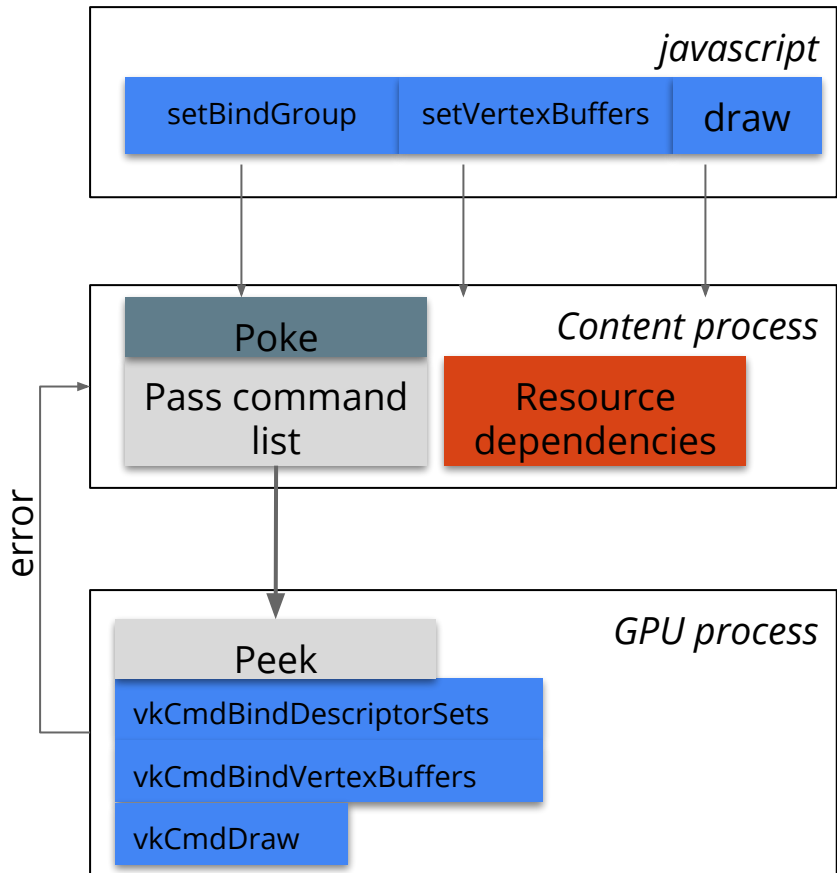 javascript
setBindGroup
setVertexBuffers
draw
Content process
Poke
Pass command
list
Resource
dependencies
error
GPU process
Peek
vkCmdBindDescriptorSets
vkCmdBindVertexBuffers
vkCmdDraw